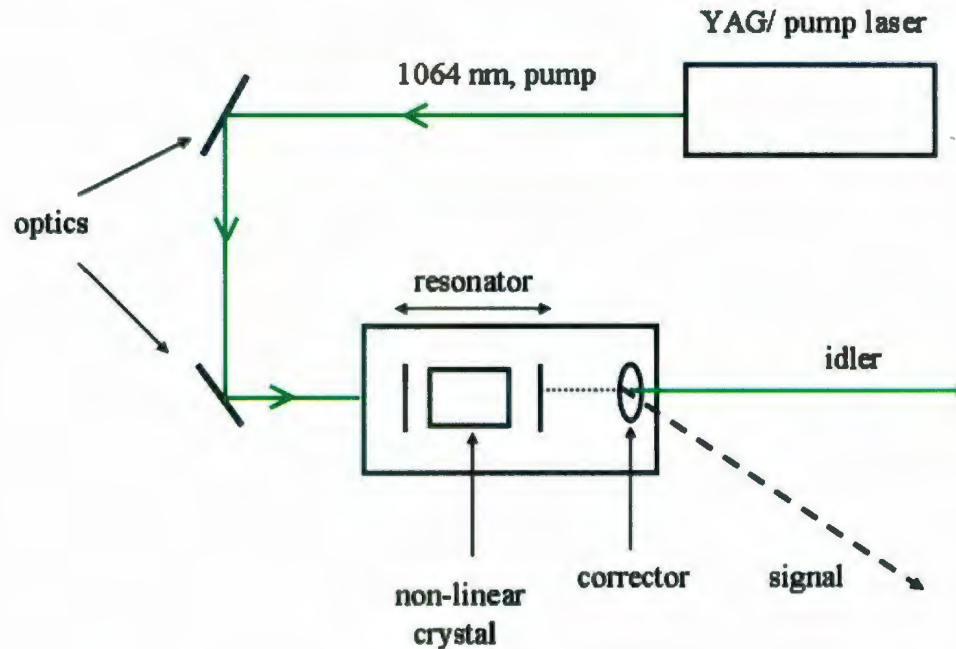 YAG/ pump laser
1064 nm, pump
optics
resonator
idler
non-linear
crystal
corrector
signal